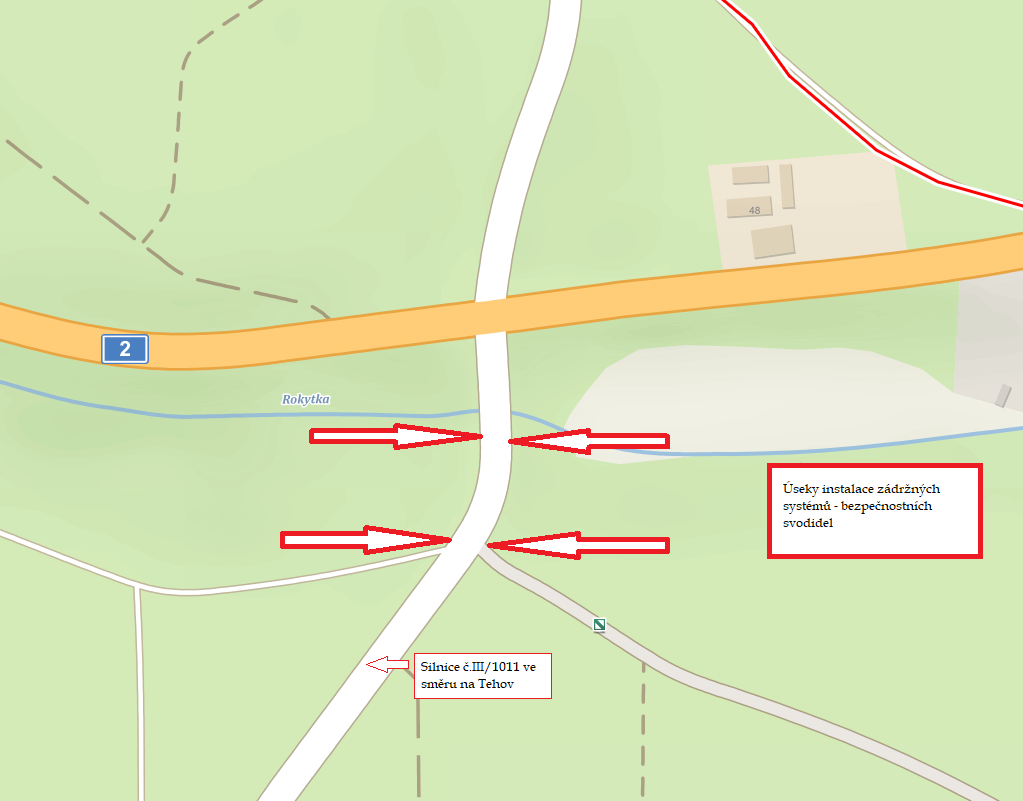 48
2
Rokytka
Úseky instalace zádržných
systémů - bezpečnostních
svodidel
Silnice č.III/1011 ve
směru na Tehov